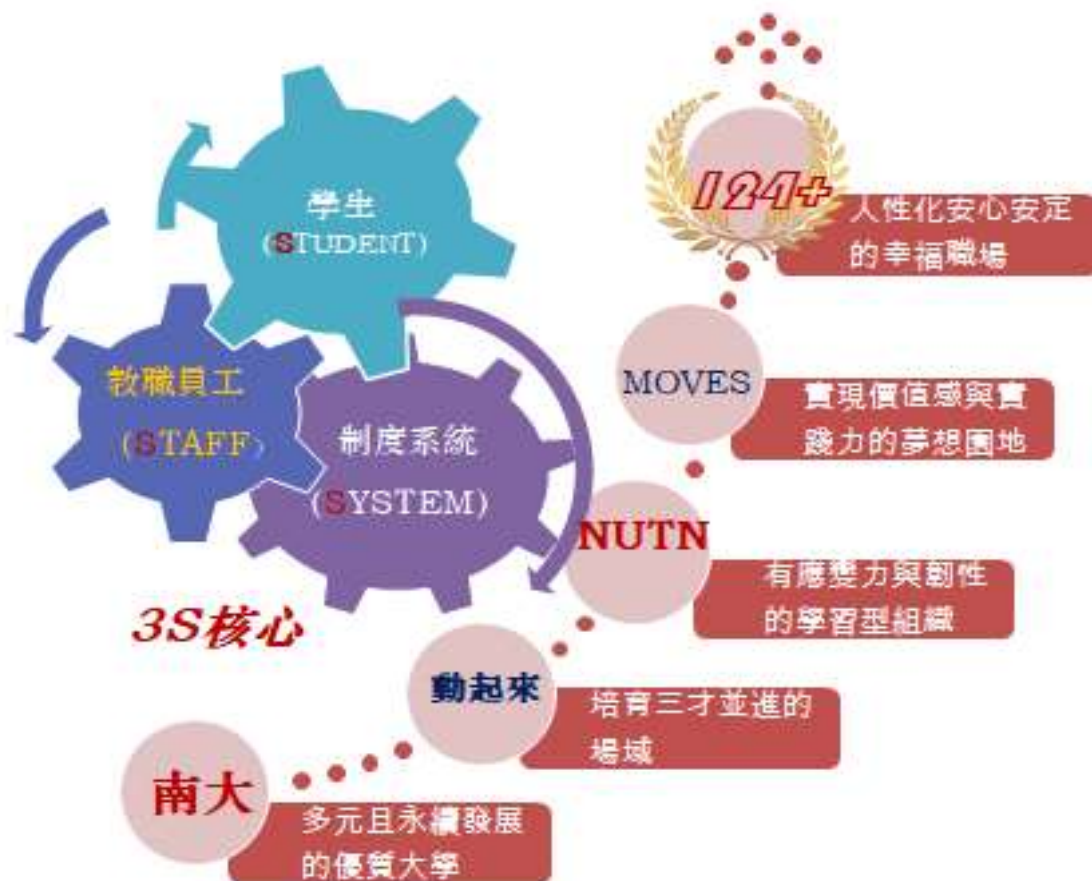 學生
(STUDENT)
教職員工
(STAFF)
制度系統
(SYSTEM)
3S核心
124+
人性化安心安定
的幸福職場
MOVES
實現價值感與實
踐力的夢想園地
NUTN
有應變力與韌性
的學習型組織
動起來
培育三才並進的
場域
南大
多元且永續發展
的優質大學